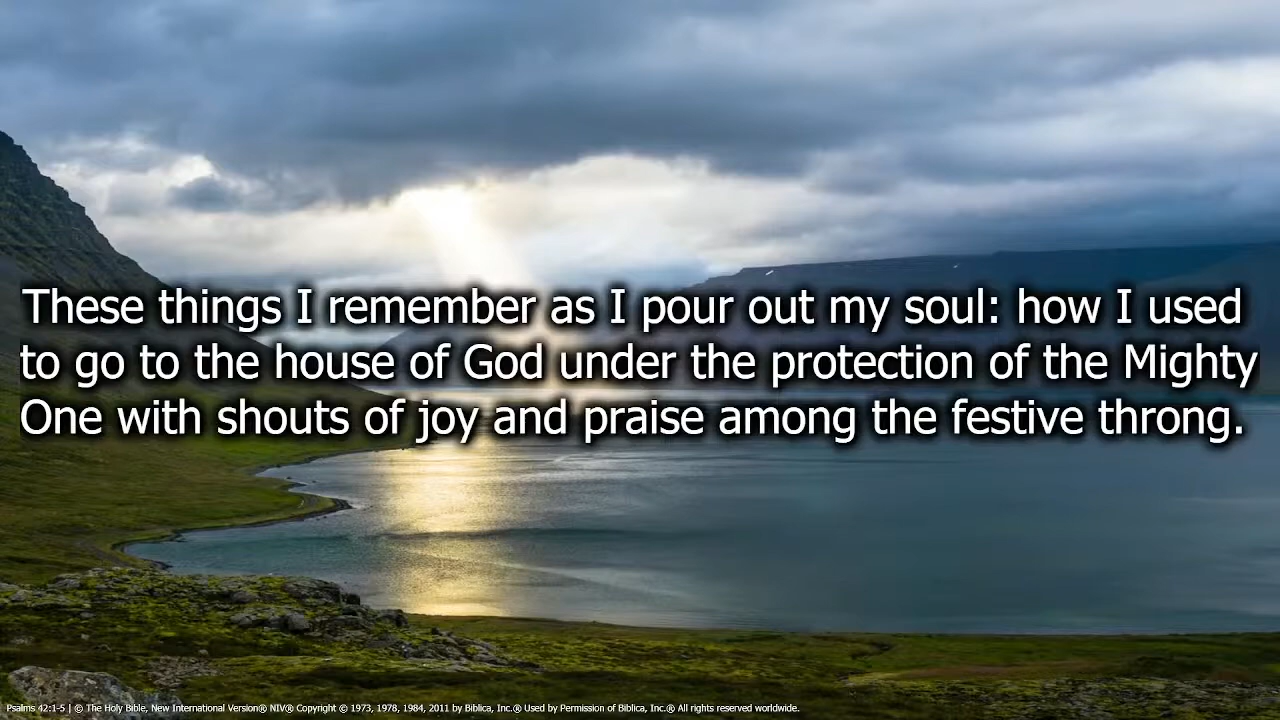 These things I remember as I pour out my soul: how I used
to go to the house of God under the protection of the Mighty
One with shouts of joy and praise among the festive throng.
Psalms 42:1-5 | © The Holy Bible, New International Version® NIV® Copyright © 1973, 1978, 1984, 2011 by Biblica, Inc.® Used by Permission of Biblica, Inc.® All rights reserved worldwide.